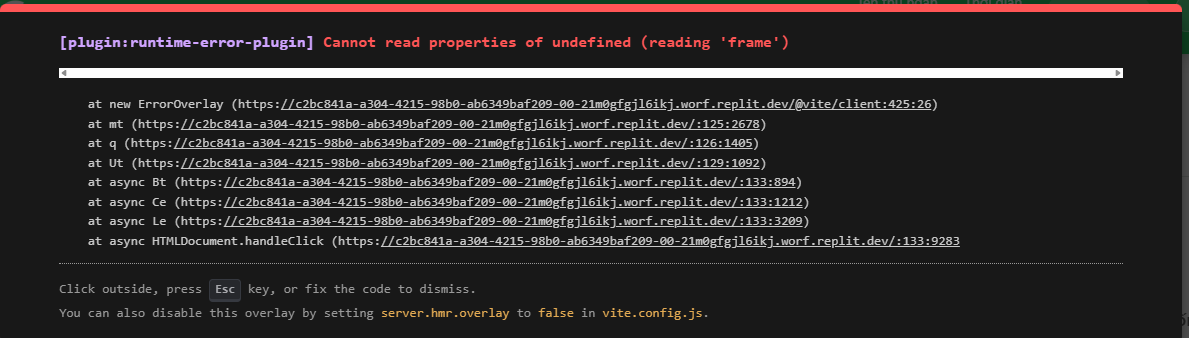 [plugin:runtime-error-plugin] Cannot read properties of undefined (reading 'frame')
at new ErrorOverlay (https://c2bc841a-a304-4215-98b0-ab6349baf209-00-21m0gfgjl6ikj.worf.replit.dev/@vite/client:425:26)
at mt (https://c2bc841a-a304-4215-98b0-ab6349baf209-00-21m0gfgjl6ikj.worf.replit.dev/:125:2678)
at q (https://c2bc841a-a304-4215-98b0-ab6349baf209-00-21m0gfgjl6ikj.worf.replit.dev/:126:1405)
at Ut (https://c2bc841a-a304-4215-98b0-ab6349baf209-00-21m0gfgjl6ikj.worf.replit.dev/:129:1092)
at async Bt (https://c2bc841a-a304-4215-98b0-ab6349baf209-00-21m0gfgjl6ikj.worf.replit.dev/:133:894)
at async Ce (https://c2bc841a-a304-4215-98b0-ab6349baf209-00-21m0gfgjl6ikj.worf.replit.dev/:133:1212)
at async Le (https://c2bc841a-a304-4215-98b0-ab6349baf209-00-21m0gfgjl6ikj.worf.replit.dev/:133:3209)
at async HTMLDocument.handleClick (https://c2bc841a-a304-4215-98b0-ab6349baf209-00-21m0gfgjl6ikj.worf.replit.dev/:133:9283
Click outside, press Esc key, or fix the code to dismiss.
You can also disable this overlay by setting server.hmr.overlay to false in vite.config.js.